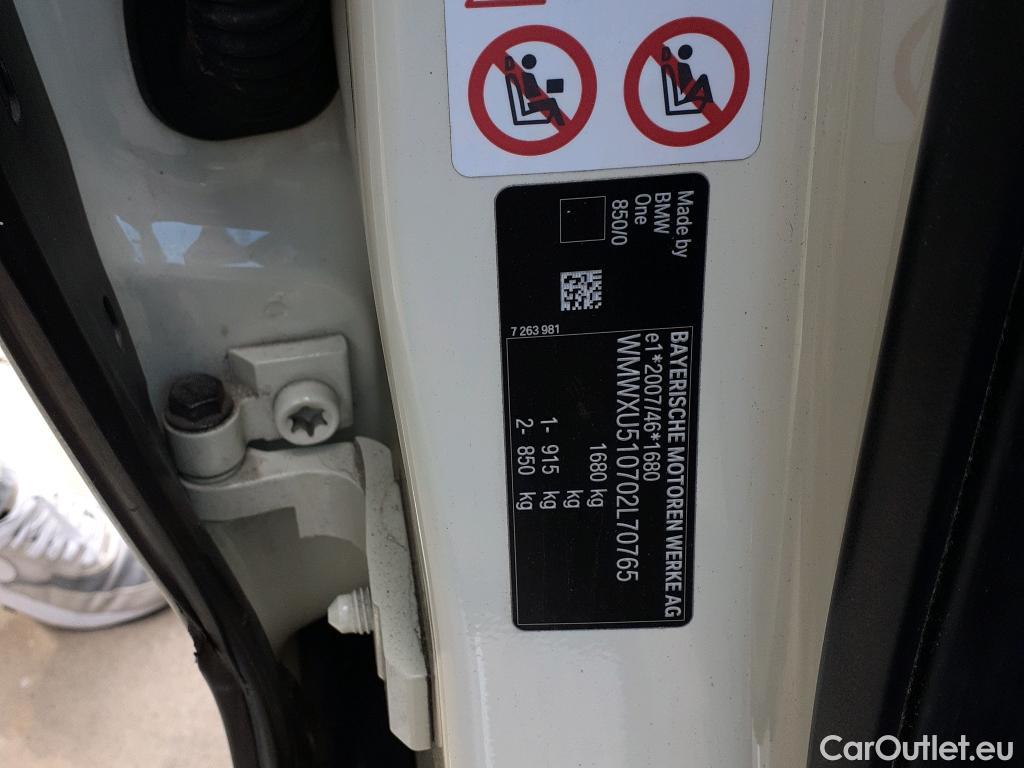 Made by
BMW
One
850/0
7 263 981
BAYERISCHE MOTOREN WERKE AG
e1*2007/46*1680
WMWXU510702L70765
1680 kg
kg
1- 915 kg
2- 850 kg
CarOutlet.eu